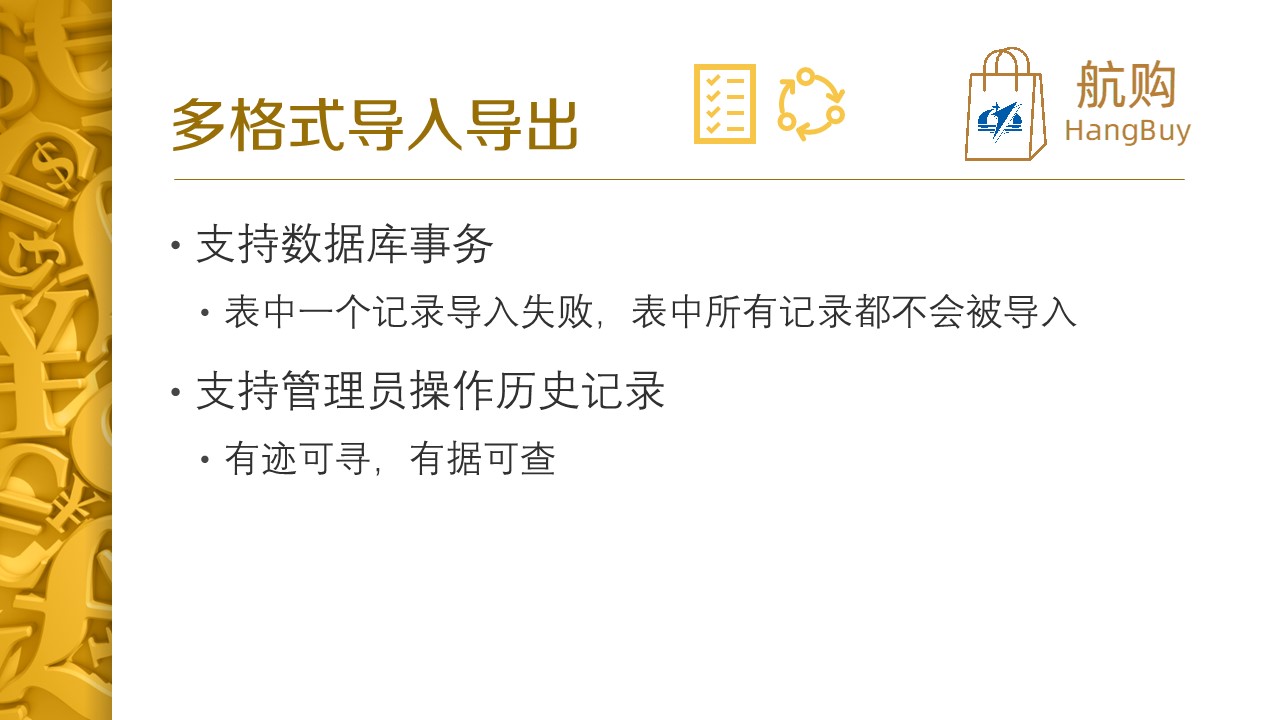 多格式导入导出
航购
HangBuy
• 支持数据库事务
• 表中一个记录导入失败，表中所有记录都不会被导入
• 支持管理员操作历史记录
• 有迹可寻，有据可查